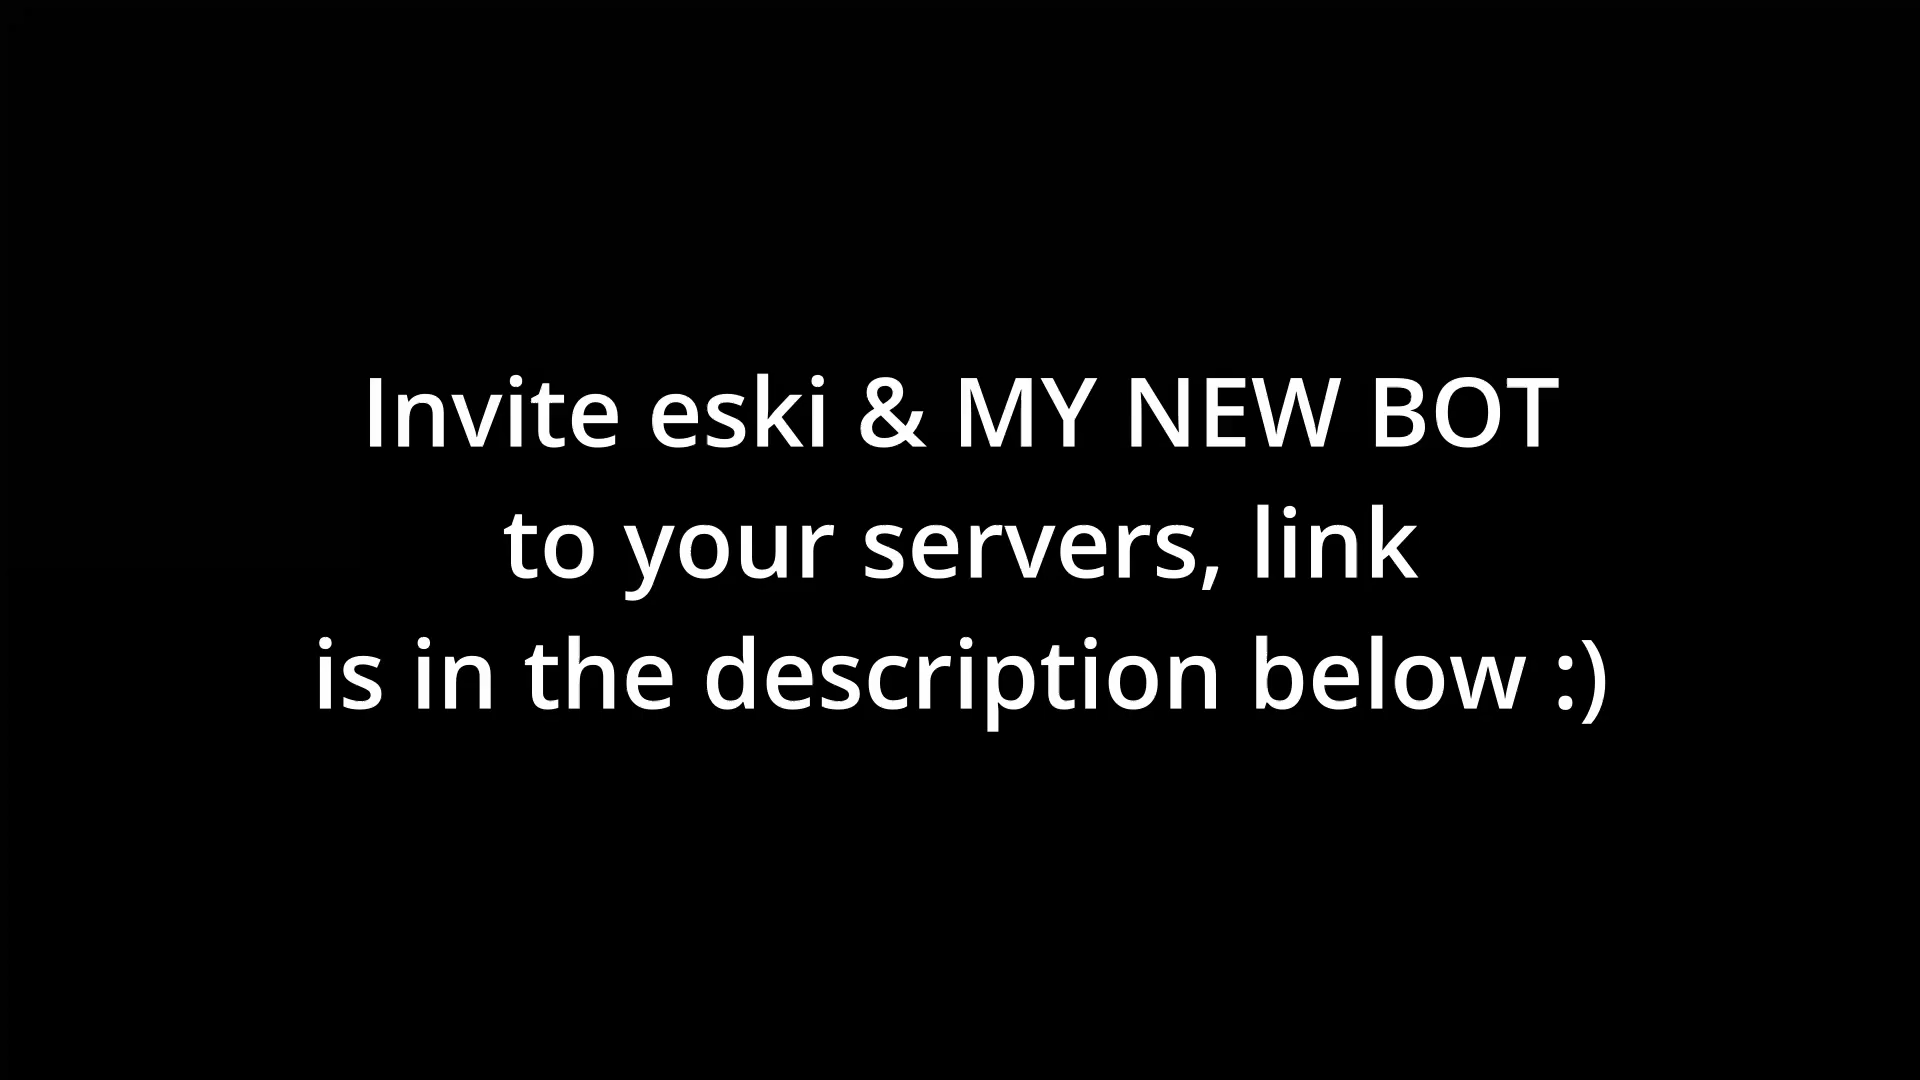 Invite eski & MY NEW BOT
to your servers, link
is in the description below :)